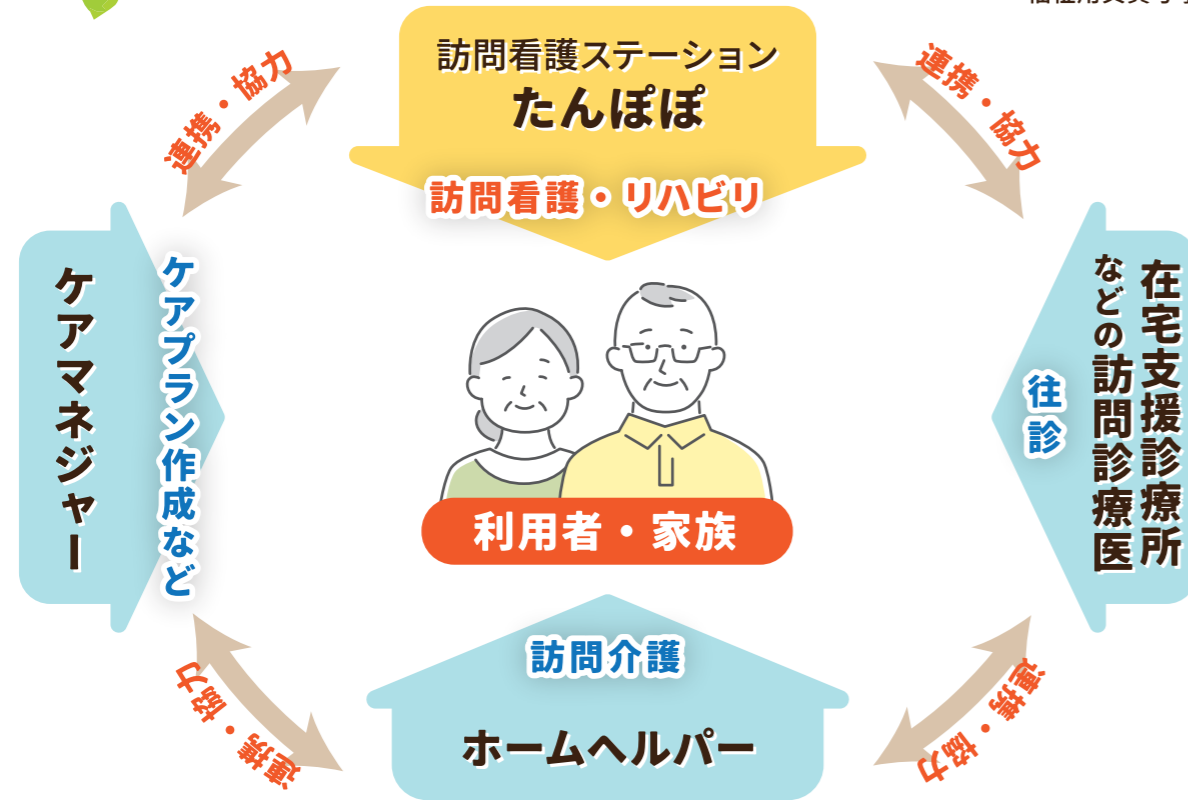 訪問看護ステーション
たんぽぽ
訪問看護・リハビリ
連携・協力
連携・協力
ケアマネジャー
ケアプラン作成など
在宅支援診療所
などの訪問診療医
往診
利用者・家族
訪問介護
ホームヘルパー
連携・協力
連携・協力